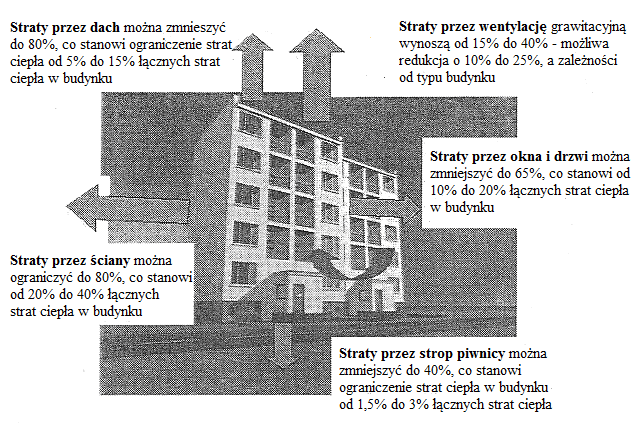 Straty przez dach można zmnieszyć
do 80%, co stanowi ograniczenie strat
ciepła od 5% do 15% łącznych strat
ciepła w budynku
Straty przez wentylację grawitacyjną
wynoszą od 15% do 40% - możliwa
redukcja o 10% do 25%, a zależności
od typu budynku
Straty przez okna i drzwi można
zmniejszyć do 65%, co stanowi od
10% do 20% łącznych strat ciepła
w budynku
Straty przez ściany można
ograniczyć do 80%, co stanowi
od 20% do 40% łącznych
strat ciepła w budynku
Straty przez strop piwnicy można
zmniejszyć do 40%, co stanowi
ograniczenie strat ciepła w budynku
od 1,5% do 3% łącznych strat ciepła